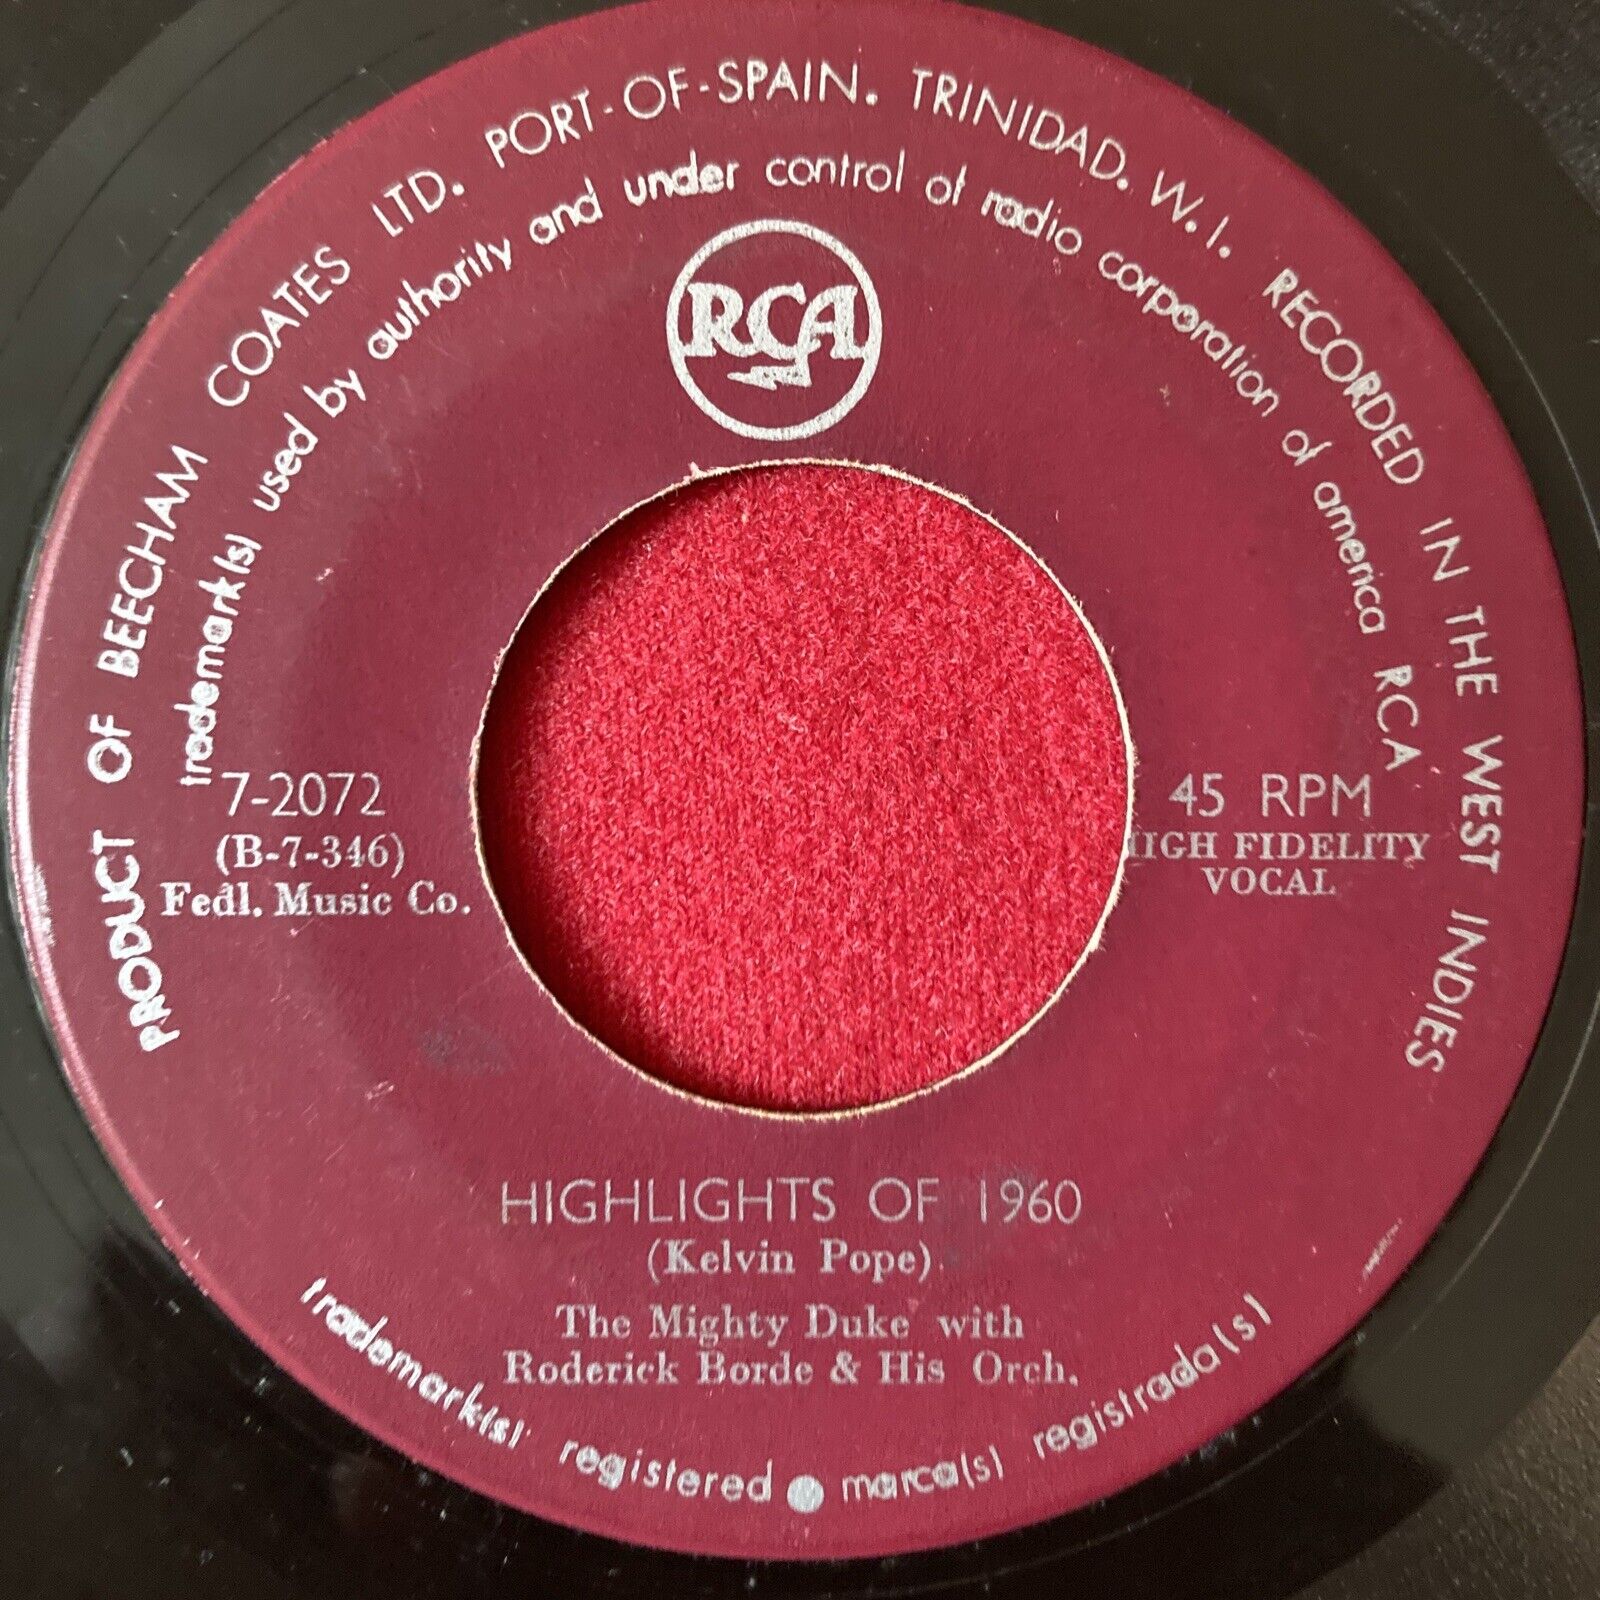 PRODUCT OF BEECHAM COATES LTD. PORT-OF-SPAIN. TRINIDAD. W.I. RECORDED IN THE WEST INDIES
trademark(s) used by authority and under control of radio corporation of america RCA
RCA
7-2072
(B-7-346)
Fedl. Music Co.
45 RPM
HIGH FIDELITY
VOCAL
HIGHLIGHTS OF 1960
(Kelvin Pope)
The Mighty Duke with
Roderick Borde & His Orch.
trademark(s) registered ● marca(s) registrada(s)